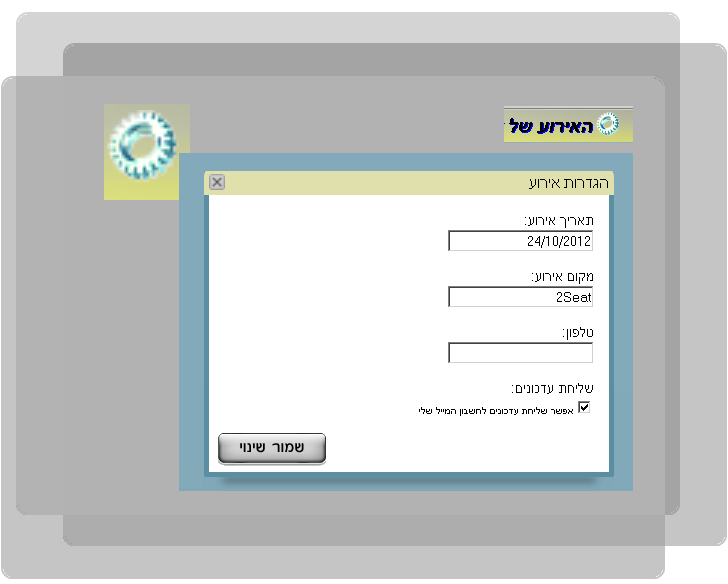 האירוע של
הגדרות אירוע
תאריך אירוע:
24/10/2012
מקום אירוע:
2Seat
טלפון:
שליחת עדכונים:
אפשר שליחת עדכונים לחשבון המייל שלי
שמור שינוי